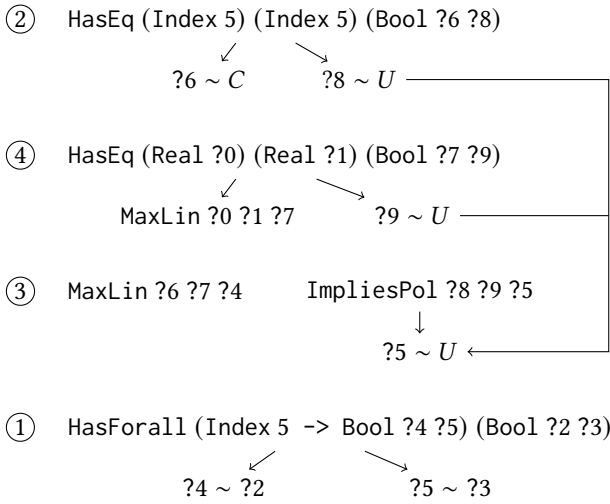 ② HasEq (Index 5) (Index 5) (Bool ?6 ?8)
?6 ∼ C ?8 ∼ U
④ HasEq (Real ?0) (Real ?1) (Bool ?7 ?9)
MaxLin ?0 ?1 ?7 ?9 ∼ U
③ MaxLin ?6 ?7 ?4 ImpliesPol ?8 ?9 ?5
?5 ∼ U
① HasForall (Index 5 -> Bool ?4 ?5) (Bool ?2 ?3)
?4 ∼ ?2 ?5 ∼ ?3